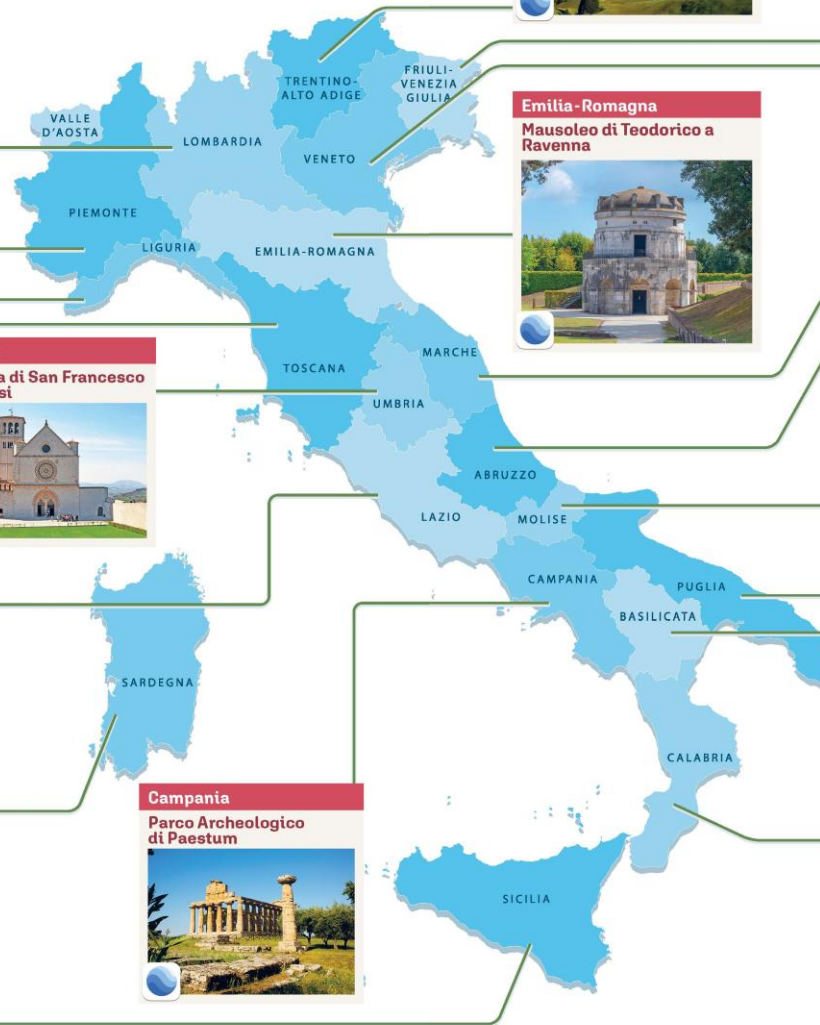 TRENTINO-
ALTO ADIGE
FRIULI-
VENEZIA
GIULIA
VALLE
D'AOSTA
LOMBARDIA
VENETO
PIEMONTE
LIGURIA
EMILIA-ROMAGNA
Emilia-Romagna
Mausoleo di Teodorico a
Ravenna
TOSCANA
MARCHE
UMBRIA
a di San Francesco
si
ABRUZZO
LAZIO
MOLISE
CAMPANIA
PUGLIA
BASILICATA
SARDEGNA
CALABRIA
Campania
Parco Archeologico
di Paestum
SICILIA